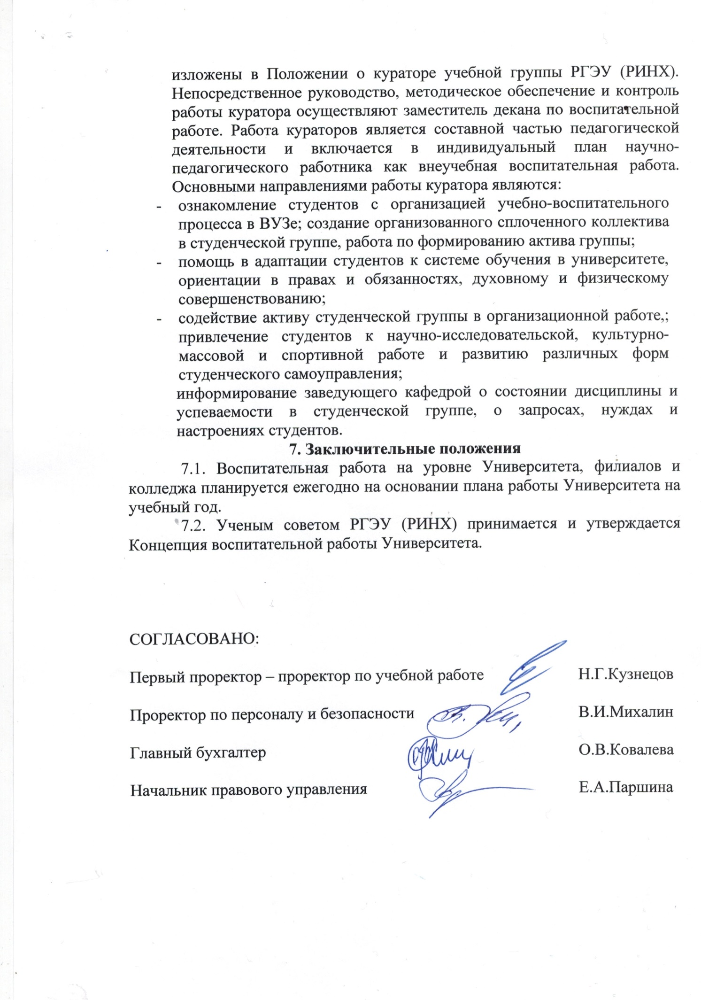 изложены в Положении о кураторе учебной группы РГЭУ (РИНХ).
Непосредственное руководство, методическое обеспечение и контроль
работы куратора осуществляют заместитель декана по воспитательной
работе. Работа кураторов является составной частью педагогической
деятельности и включается в индивидуальный план научно-
педагогического работника как внеучебная воспитательная работа.
Основными направлениями работы куратора являются:
- ознакомление студентов с организацией учебно-воспитательного
процесса в ВУЗе; создание организованного сплоченного коллектива
в студенческой группе, работа по формированию актива группы;
- помощь в адаптации студентов к системе обучения в университете,
ориентации в правах и обязанностях, духовному и физическому
совершенствованию;
- содействие активу студенческой группы в организационной работе,;
привлечение студентов к научно-исследовательской, культурно-
массовой и спортивной работе и развитию различных форм
студенческого самоуправления;
информирование заведующего кафедрой о состоянии дисциплины и
успеваемости в студенческой группе, о запросах, нуждах и
настроениях студентов.
7. Заключительные положения
7.1. Воспитательная работа на уровне Университета, филиалов и
колледжа планируется ежегодно на основании плана работы Университета на
учебный год.
7.2. Ученым советом РГЭУ (РИНХ) принимается и утверждается
Концепция воспитательной работы Университета.
СОГЛАСОВАНО:
Первый проректор – проректор по учебной работе Н.Г.Кузнецов
Проректор по персоналу и безопасности В.И.Михалин
Главный бухгалтер О.В.Ковалева
Начальник правового управления Е.А.Паршина